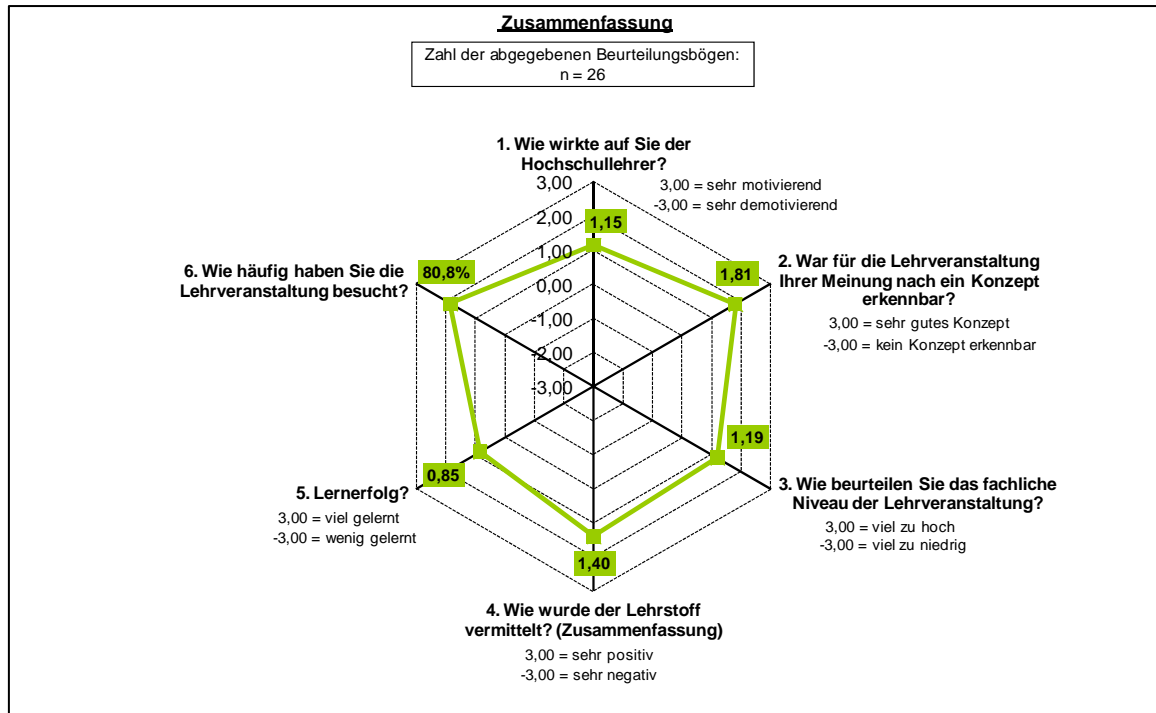 Zusammenfassung
Zahl der abgegebenen Beurteilungsbögen:
n = 26
1. Wie wirkte auf Sie der
Hochschullehrer?
3,00 = sehr motivierend
-3,00 = sehr demotivierend
3,00
2,00
1,00
0,00
-1,00
-2,00
-3,00
1,15
2. War für die Lehrveranstaltung
Ihrer Meinung nach ein Konzept
erkennbar?
3,00 = sehr gutes Konzept
-3,00 = kein Konzept erkennbar
1,81
3. Wie beurteilen Sie das fachliche
Niveau der Lehrveranstaltung?
3,00 = viel zu hoch
-3,00 = viel zu niedrig
1,19
4. Wie wurde der Lehrstoff
vermittelt? (Zusammenfassung)
3,00 = sehr positiv
-3,00 = sehr negativ
1,40
5. Lernerfolg?
3,00 = viel gelernt
-3,00 = wenig gelernt
0,85
6. Wie häufig haben Sie die
Lehrveranstaltung besucht?
80,8%